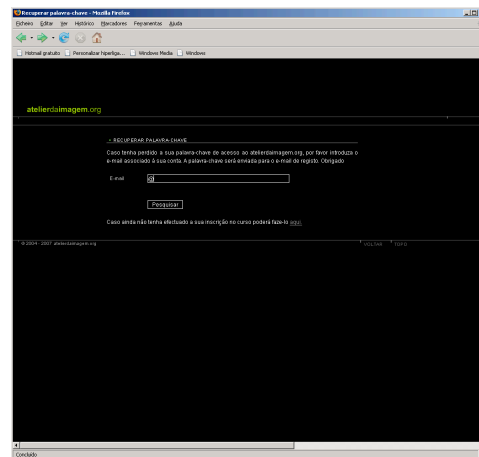 Recuperar palavra-chave - Mozilla Firefox
Ficheiro Editar Ver Histórico Marcadores Ferramentas Ajuda
Hotmail gratuito Personalizar hiperliga... Windows Media Windows
atelierdaimagem.org
RECUPERAR PALAVRA-CHAVE
Caso tenha perdido a sua palavra-chave de acesso ao atelierdaimagem.org, por favor introduza o
e-mail associado à sua conta. A palavra-chave será enviada para o e-mail de registo. Obrigado
E-mail
Pesquisar
Caso ainda não tenha efectuado a sua inscrição no curso poderá faze-lo aqui.
© 2004 - 2007 atelierdaimagem.org
VOLTAR TOPO
Concluído